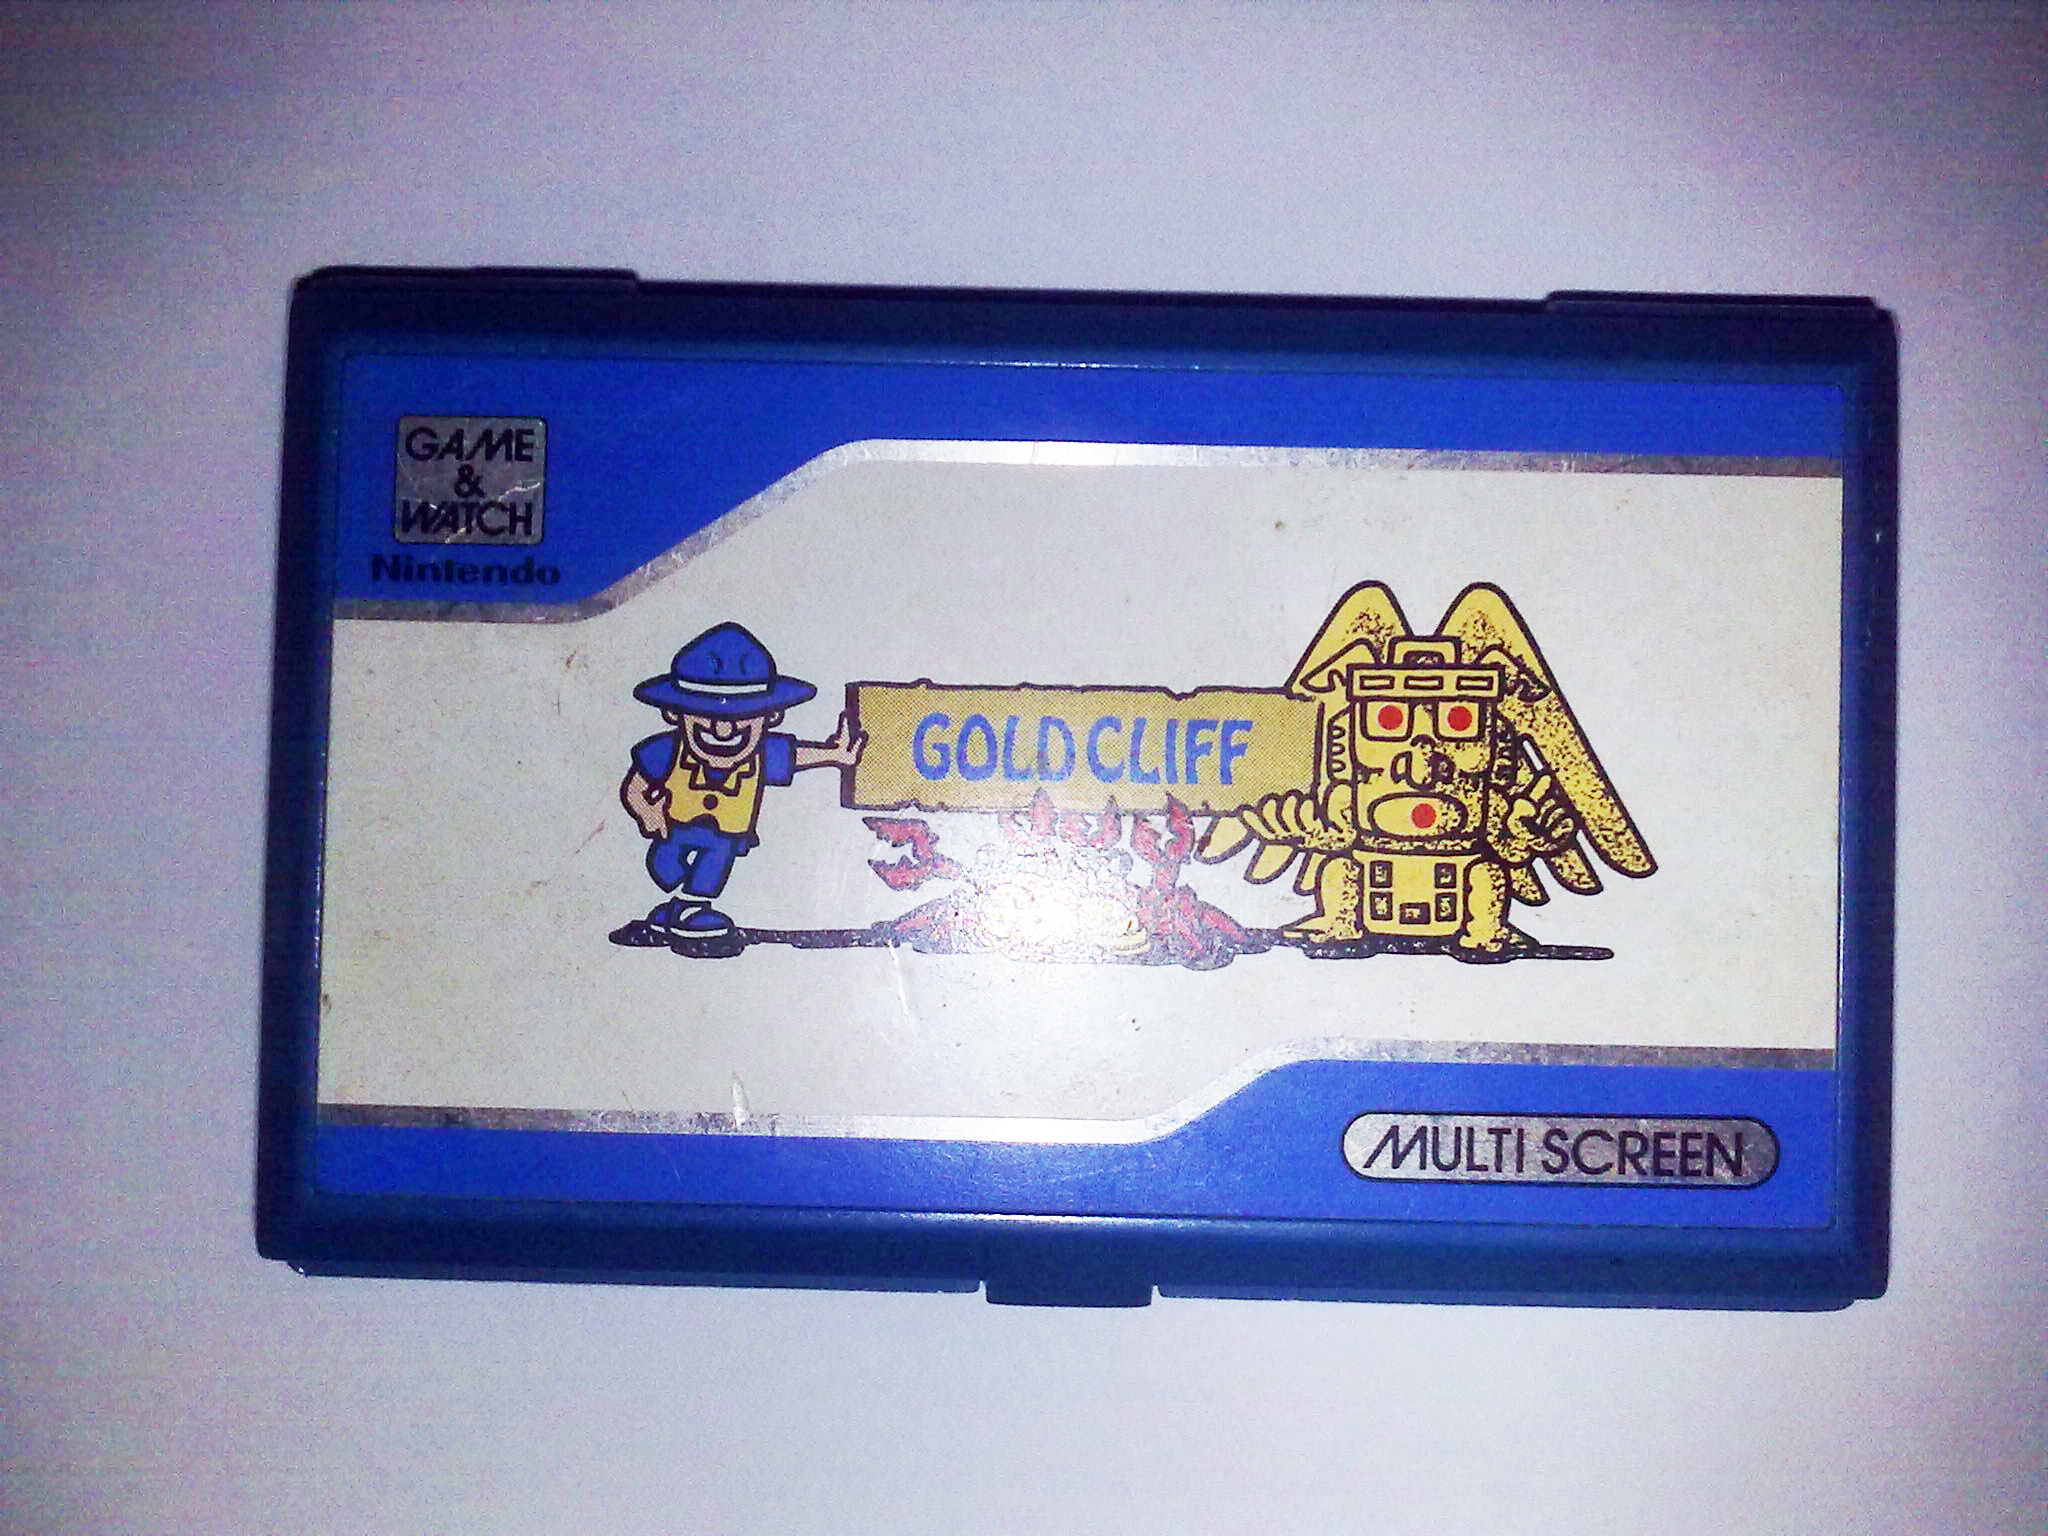 GAME
&
WATCH
Nintendo
GOLD CLIFF
MULTI SCREEN